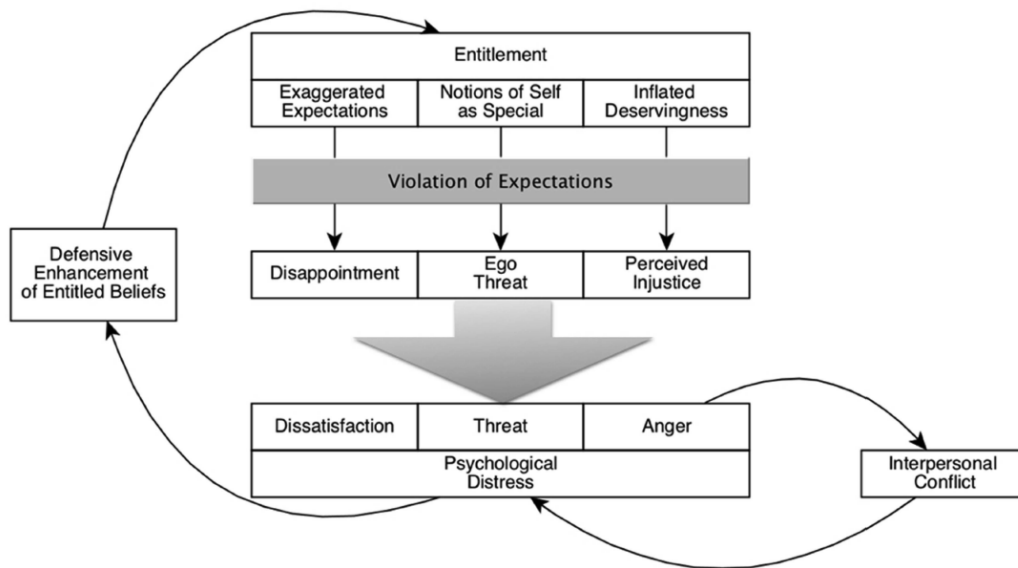 Entitlement
Exaggerated
Expectations
Notions of Self
as Special
Inflated
Deservingness
Violation of Expectations
Defensive
Enhancement
of Entitled Beliefs
Disappointment
Ego
Threat
Perceived
Injustice
Dissatisfaction
Threat
Anger
Psychological
Distress
Interpersonal
Conflict